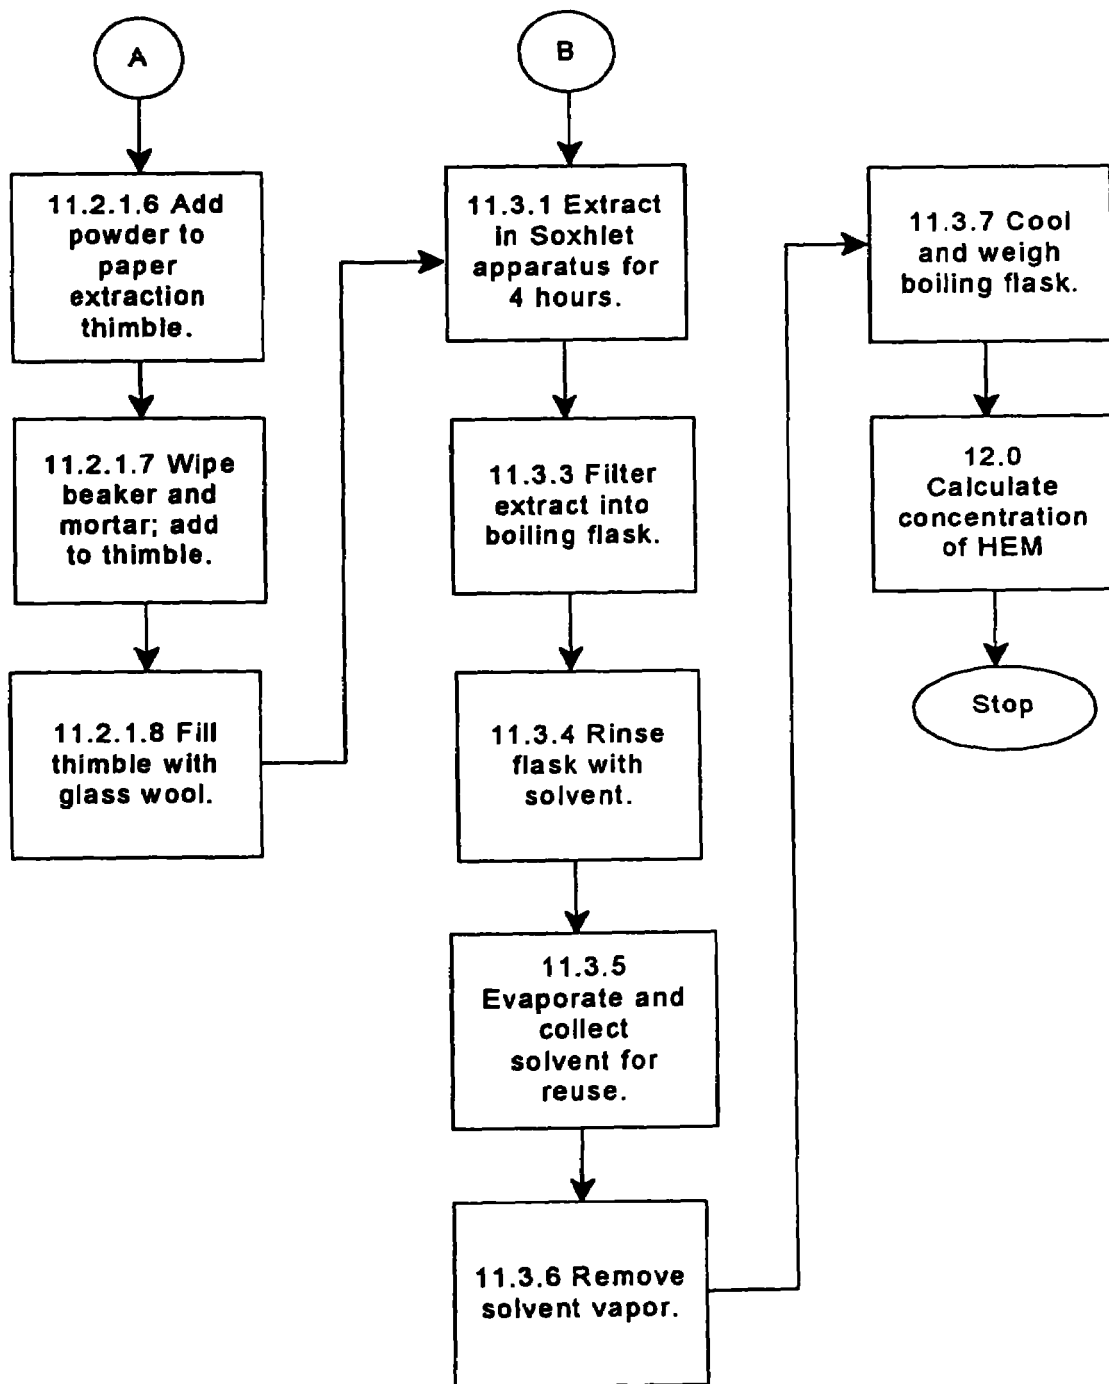 A
11.2.1.6 Add
powder to
paper
extraction
thimble.
11.2.1.7 Wipe
beaker and
mortar; add
to thimble.
11.2.1.8 Fill
thimble with
glass wool.
B
11.3.1 Extract
in Soxhlet
apparatus for
4 hours.
11.3.3 Filter
extract into
boiling flask.
11.3.4 Rinse
flask with
solvent.
11.3.5
Evaporate and
collect
solvent for
reuse.
11.3.6 Remove
solvent vapor.
11.3.7 Cool
and weigh
boiling flask.
12.0
Calculate
concentration
of HEM
Stop